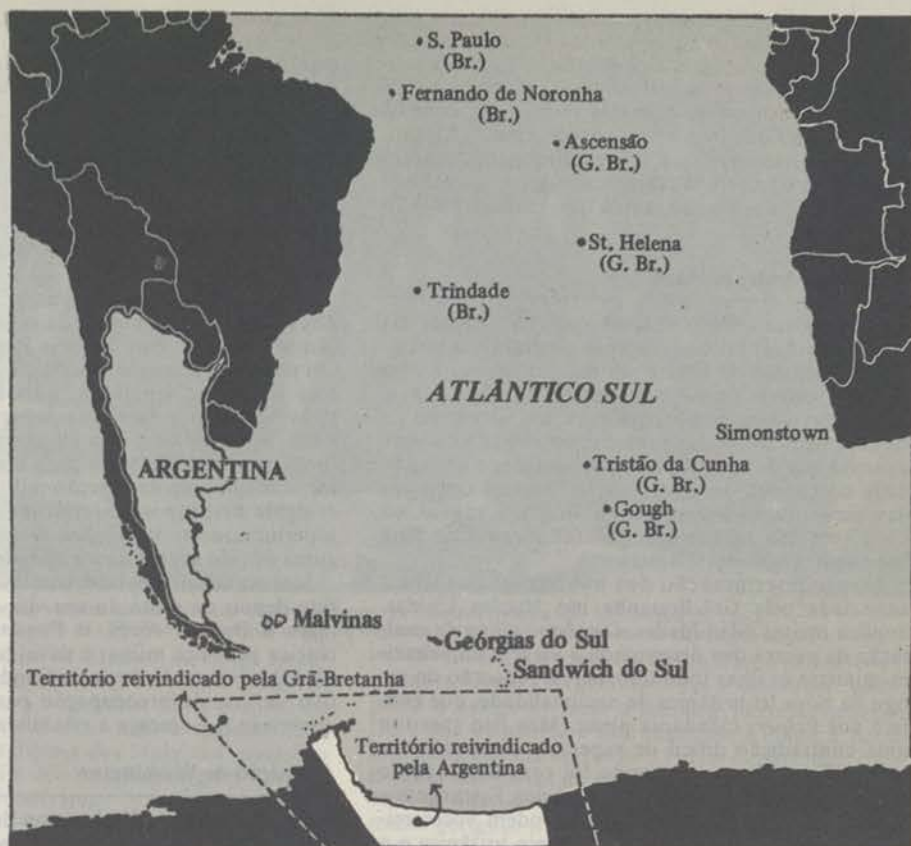 S. Paulo
(Br.)
Fernando de Noronha
(Br.)
Ascensão
(G. Br.)
St. Helena
(G. Br.)
Trindade
(Br.)
ATLÂNTICO SUL
Simonstown
ARGENTINA
Tristão da Cunha
(G. Br.)
Gough
(G. Br.)
Malvinas
Geórgias do Sul
Sandwich do Sul
Território reivindicado pela Grã-Bretanha
Território reivindicado
pela Argentina